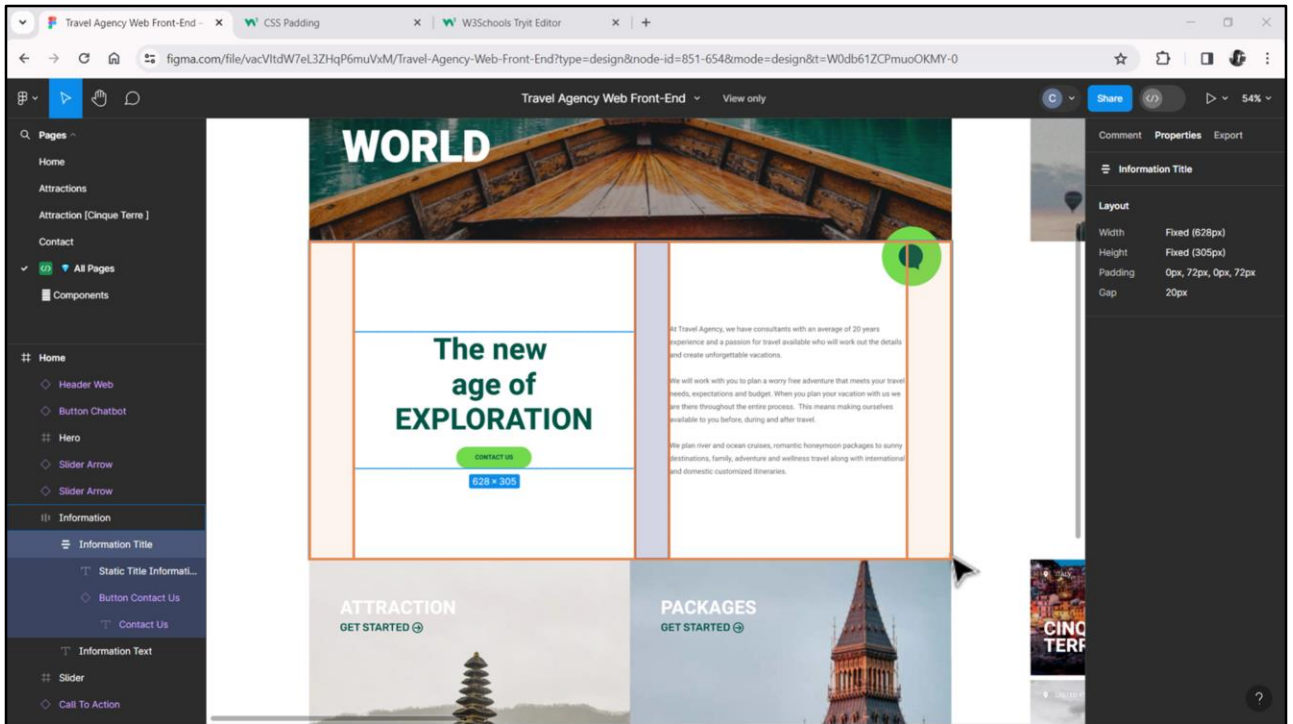 Travel Agency Web Front-End –
CSS Padding
W3Schools Tryit Editor
figma.com/file/vacVItdW7eL3ZHqP6muVxM/Travel-Agency-Web-Front-End?type=design&node-id=851-654&mode=design&t=W0db61ZCPmuoOKMY-0
Travel Agency Web Front-End
View only
C
Share
54%
Pages
Home
Attractions
Attraction [Cinque Terre ]
Contact
All Pages
Components
Home
Header Web
Button Chatbot
Hero
Slider Arrow
Slider Arrow
Information
Information Title
Static Title Informati...
Button Contact Us
Contact Us
Information Text
Slider
Call To Action
WORLD
The new
age of
EXPLORATION
CONTACT US
628 × 305
At Travel Agency, we have consultants with an average of 20 years
experience and a passion for travel available who will work out the details
and create unforgettable vacations.
We will work with you to plan a worry free adventure that meets your travel
needs, expectations and budget. When you plan your vacation with us we
are there throughout the entire process. This means making ourselves
available to you before, during and after travel.
We plan river and ocean cruises, romantic honeymoon packages to sunny
destinations, family, adventure and wellness travel along with international
and domestic customized itineraries.
ATTRACTION
GET STARTED
PACKAGES
GET STARTED
ITALY
CINQ
TERR
Comment
Properties
Export
Information Title
Layout
Width
Fixed (628px)
Height
Fixed (305px)
Padding
0px, 72px, 0px, 72px
Gap
20px
?